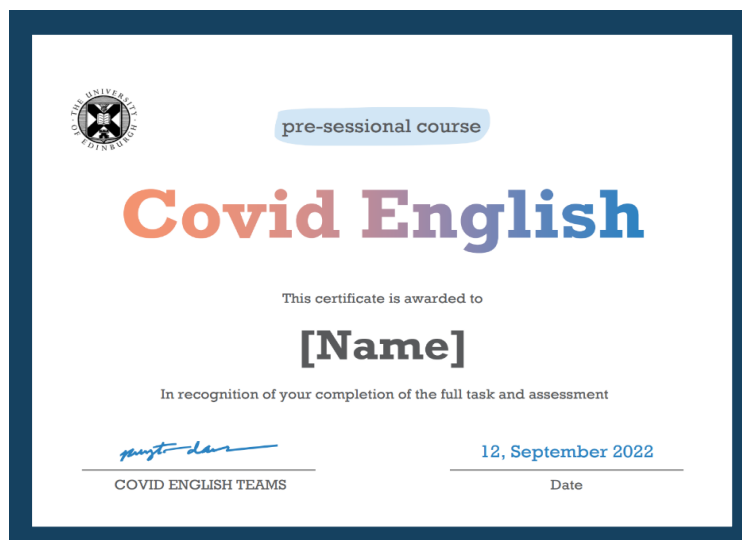 THE UNIVERSITY OF EDINBURGH
pre-sessional course
Covid English
This certificate is awarded to
[Name]
In recognition of your completion of the full task and assessment
12, September 2022
COVID ENGLISH TEAMS
Date